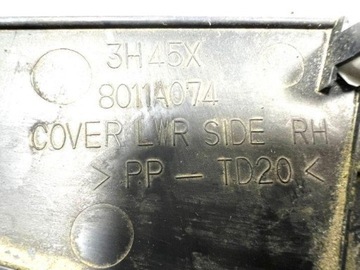 3H45X
8011A074
COVER LWR SIDE RH
>PP-TD20<